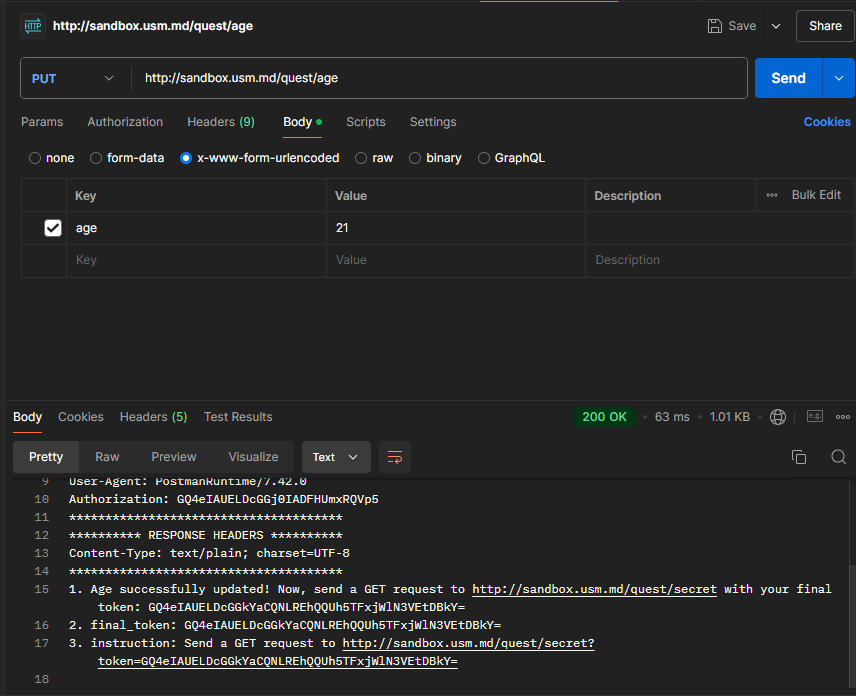 HTTP http://sandbox.usm.md/quest/age Save Share
PUT http://sandbox.usm.md/quest/age Send
Params Authorization Headers (9) Body Scripts Settings Cookies
none form-data x-www-form-urlencoded raw binary GraphQL
Key Value Description Bulk Edit
age 21
Key Value Description
Body Cookies Headers (5) Test Results 200 OK 63 ms 1.01 KB e.g.
Pretty Raw Preview Visualize Text
9 User-Agent: PostmanRuntime/7.42.0
10 Authorization: GQ4eIAUELDcGGj0IADFHUmxRQVp5
11 **************************************
12 ********** RESPONSE HEADERS **********
13 Content-Type: text/plain; charset=UTF-8
14 **************************************
15 1. Age successfully updated! Now, send a GET request to http://sandbox.usm.md/quest/secret with your final
token: GQ4eIAUELDcGGkYaCQNLREhQQUh5TFxjWlN3VEtDBkY=
16 2. final_token: GQ4eIAUELDcGGkYaCQNLREhQQUh5TFxjWlN3VEtDBkY=
17 3. instruction: Send a GET request to http://sandbox.usm.md/quest/secret?
token=GQ4eIAUELDcGGkYaCQNLREhQQUh5TFxjWlN3VEtDBkY=
18